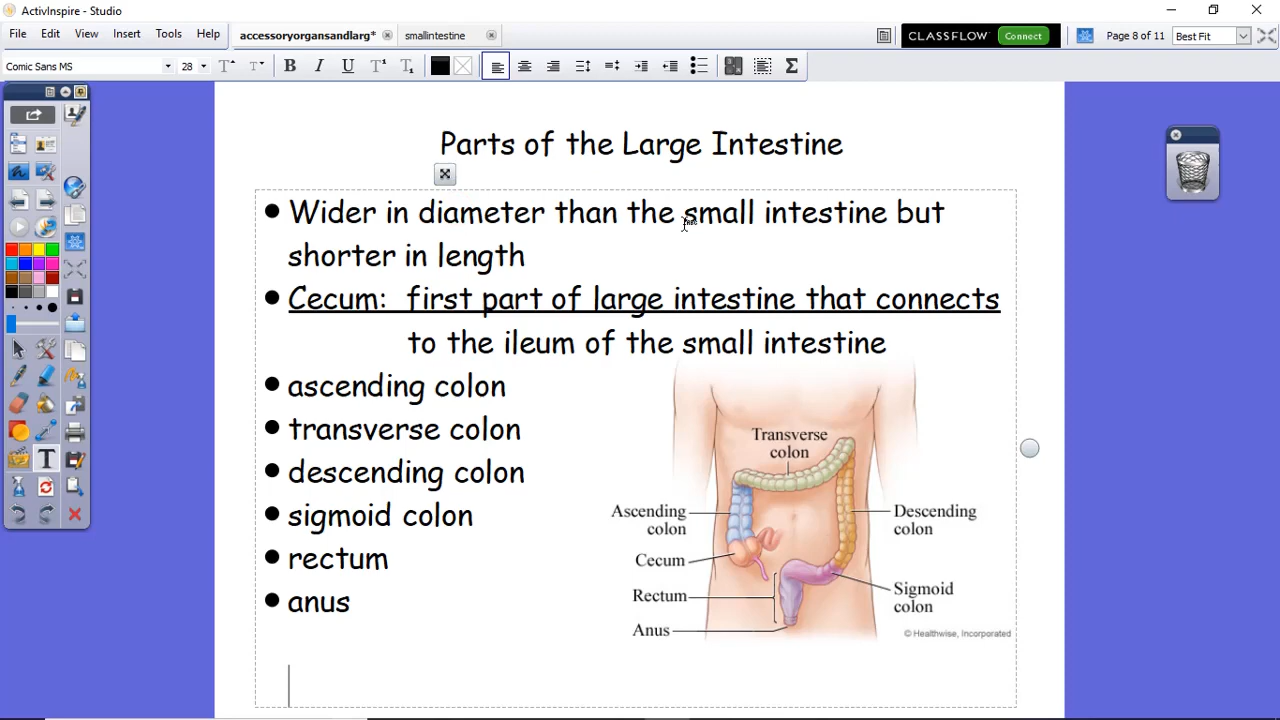 ActivInspire - Studio
File Edit View Insert Tools Help
accessoryorgansandlarg*
smallintestine
CLASSFLOW
Connect
Page 8 of 11
Best Fit
Comic Sans MS
28
Parts of the Large Intestine
• Wider in diameter than the small intestine but
shorter in length
• Cecum: first part of large intestine that connects
to the ileum of the small intestine
• ascending colon
• transverse colon
• descending colon
• sigmoid colon
• rectum
• anus
Transverse
colon
Ascending
colon
Descending
colon
Cecum
Rectum
Sigmoid
colon
Anus
© Healthwise, Incorporated